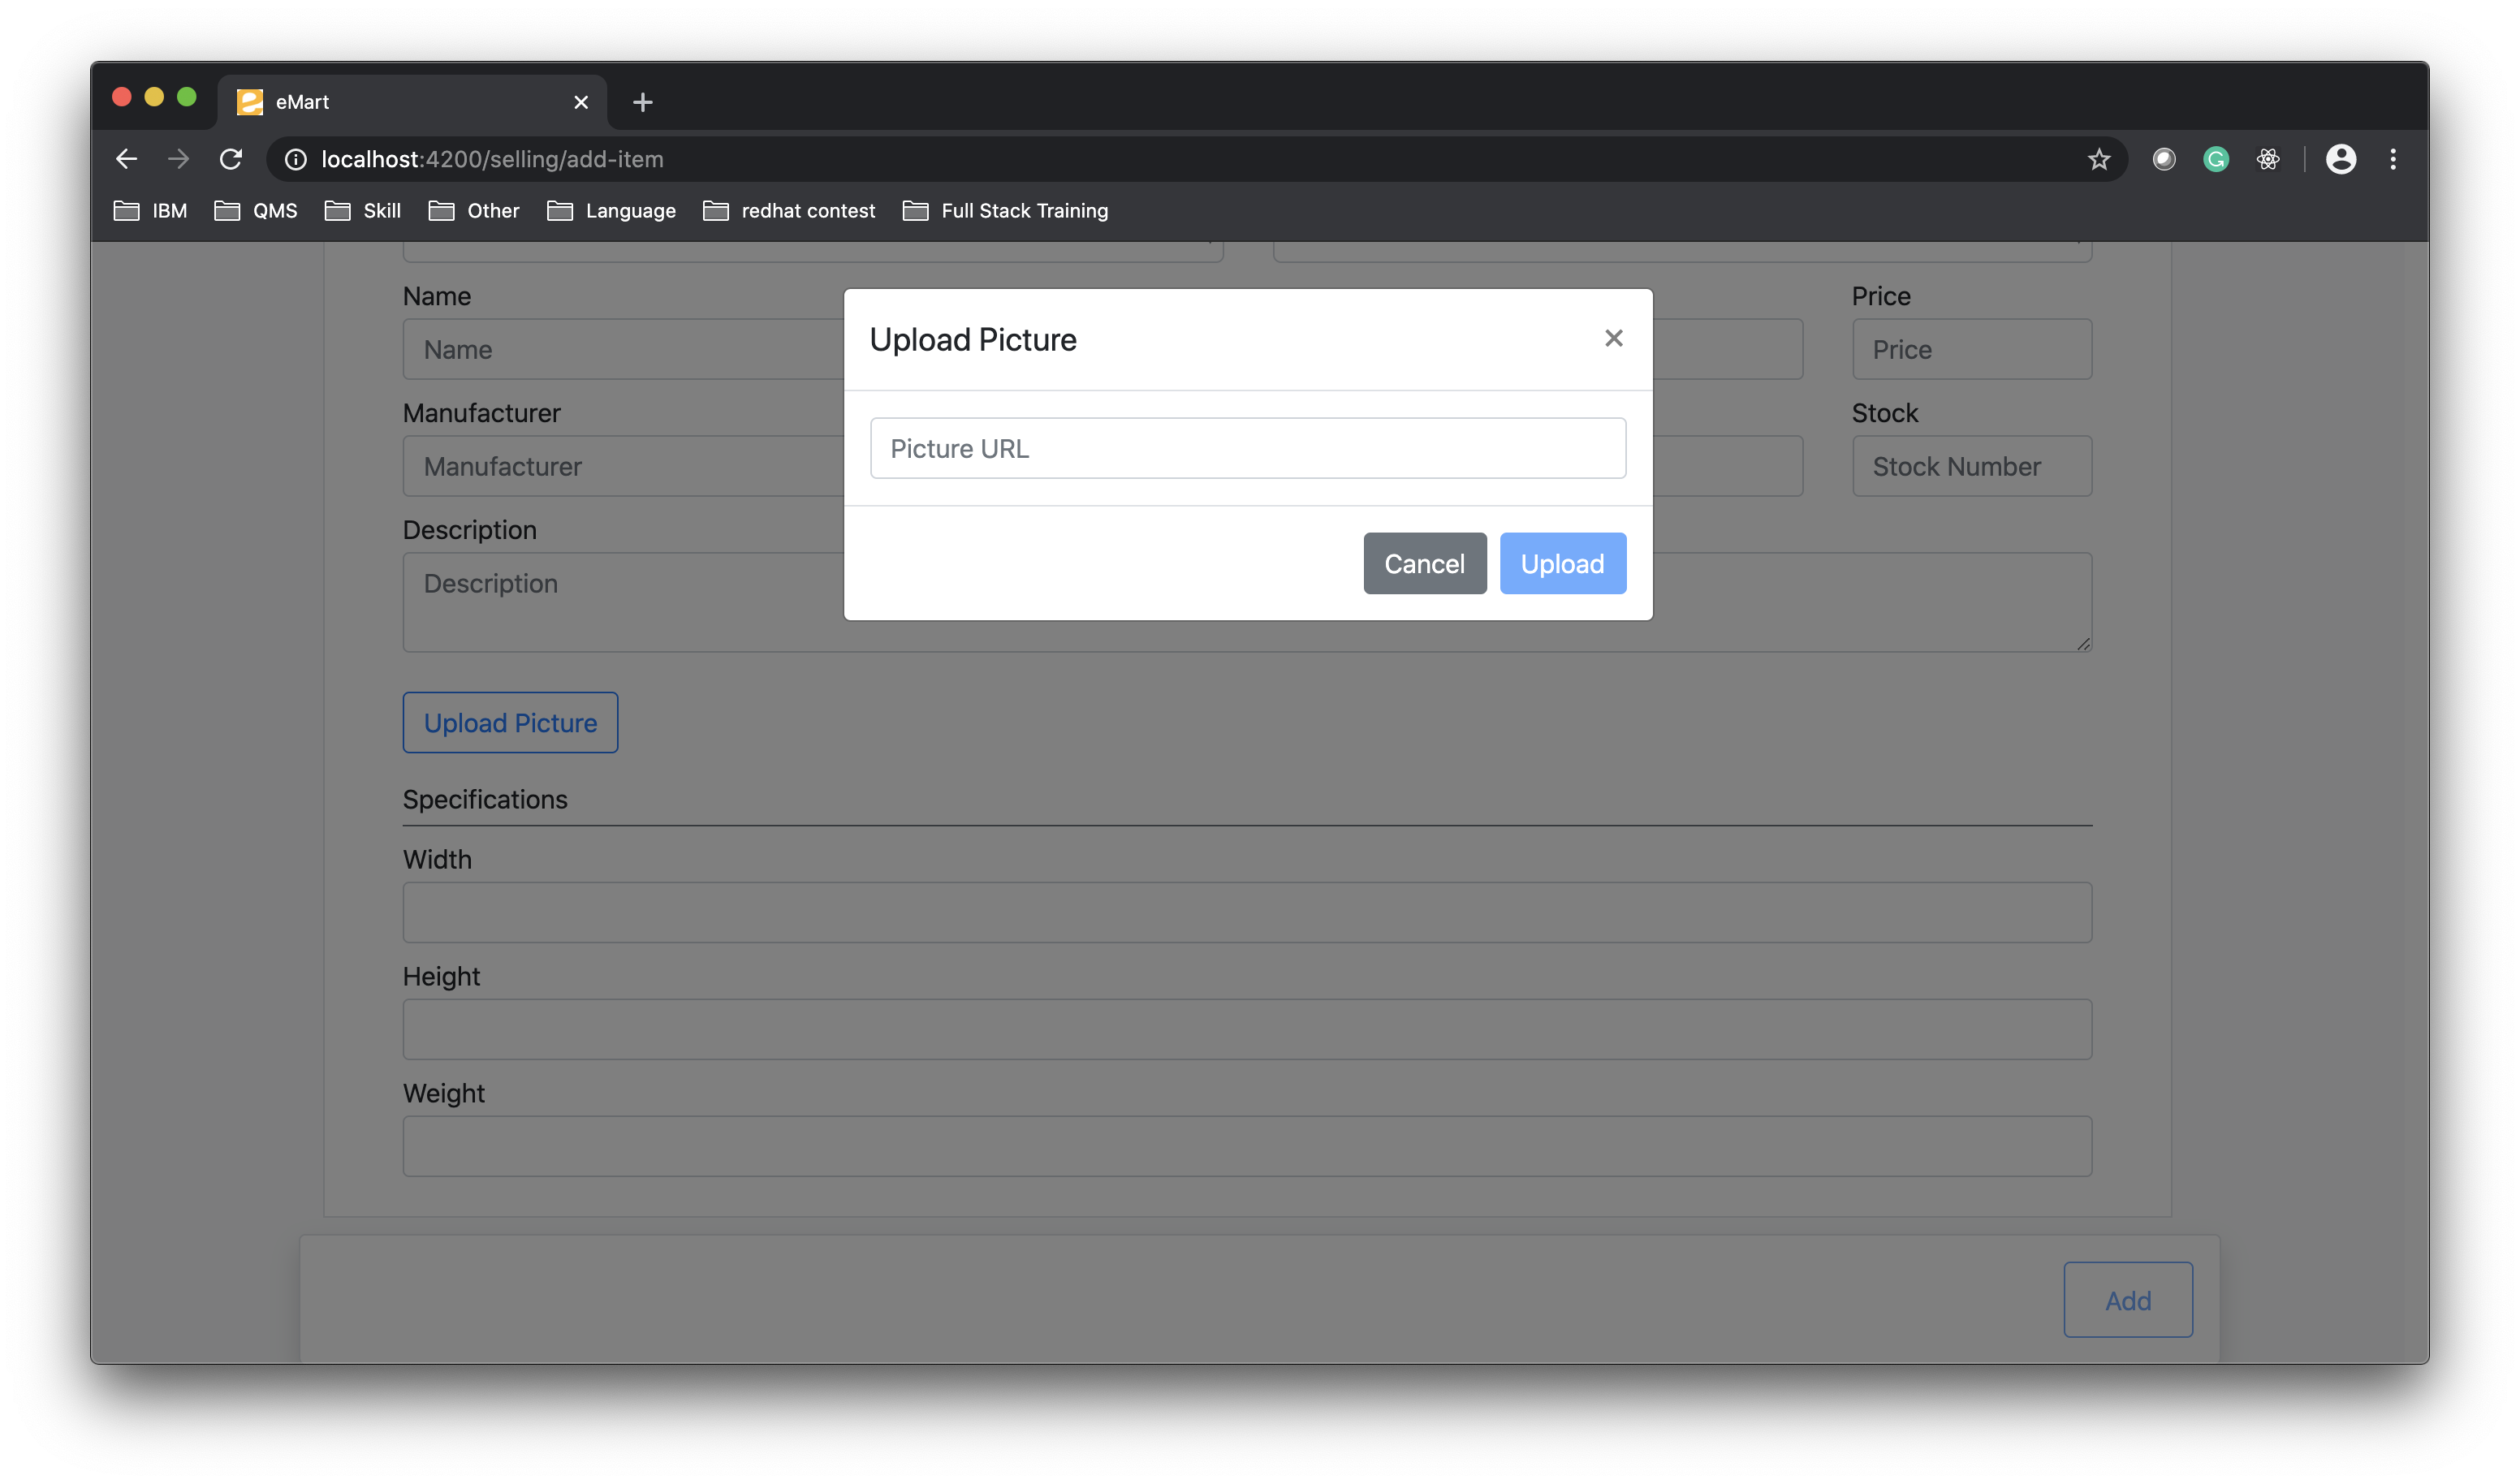 eMart
localhost:4200/selling/add-item
IBM QMS Skill Other Language redhat contest Full Stack Training
Name Price
Name Price
Manufacturer Stock
Manufacturer Stock Number
Description
Description
Upload Picture
Picture URL
Cancel Upload
Upload Picture
Specifications
Width
Height
Weight
Add